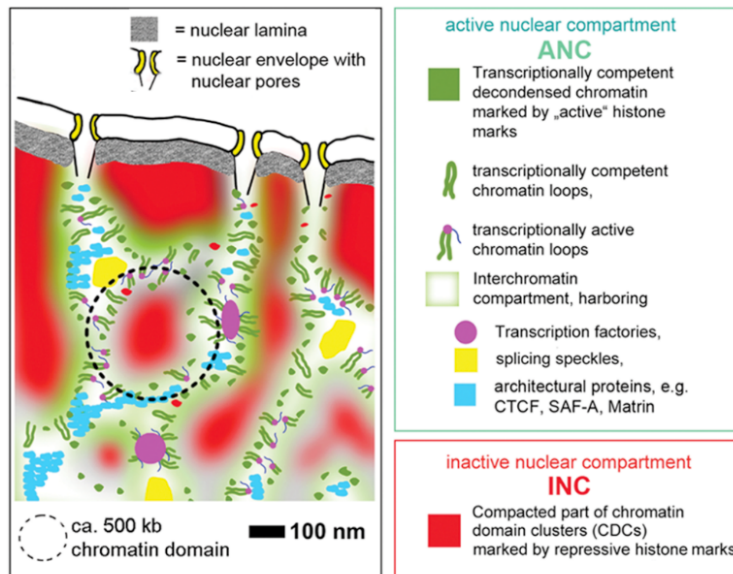 = nuclear lamina
= nuclear envelope with
nuclear pores
ca. 500 kb
chromatin domain
100 nm
active nuclear compartment
ANC
Transcriptionally competent
decondensed chromatin
marked by „active“ histone
marks
transcriptionally competent
chromatin loops,
transcriptionally active
chromatin loops
Interchromatin
compartment, harboring
Transcription factories,
splicing speckles,
architectural proteins, e.g.
CTCF, SAF-A, Matrin
inactive nuclear compartment
INC
Compacted part of chromatin
domain clusters (CDCs)
marked by repressive histone marks